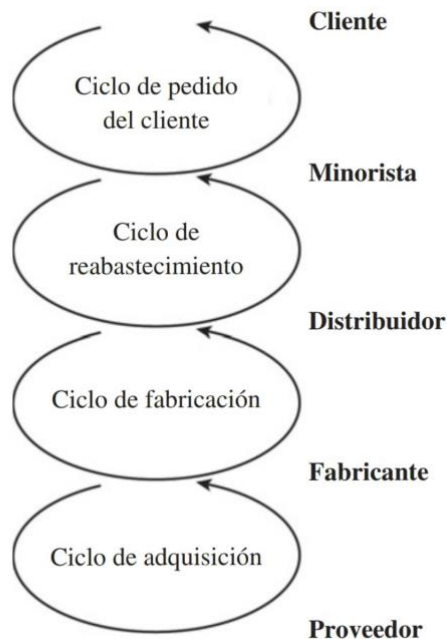 Cliente
Ciclo de pedido
del cliente
Minorista
Ciclo de
reabastecimiento
Distribuidor
Ciclo de fabricación
Fabricante
Ciclo de adquisición
Proveedor